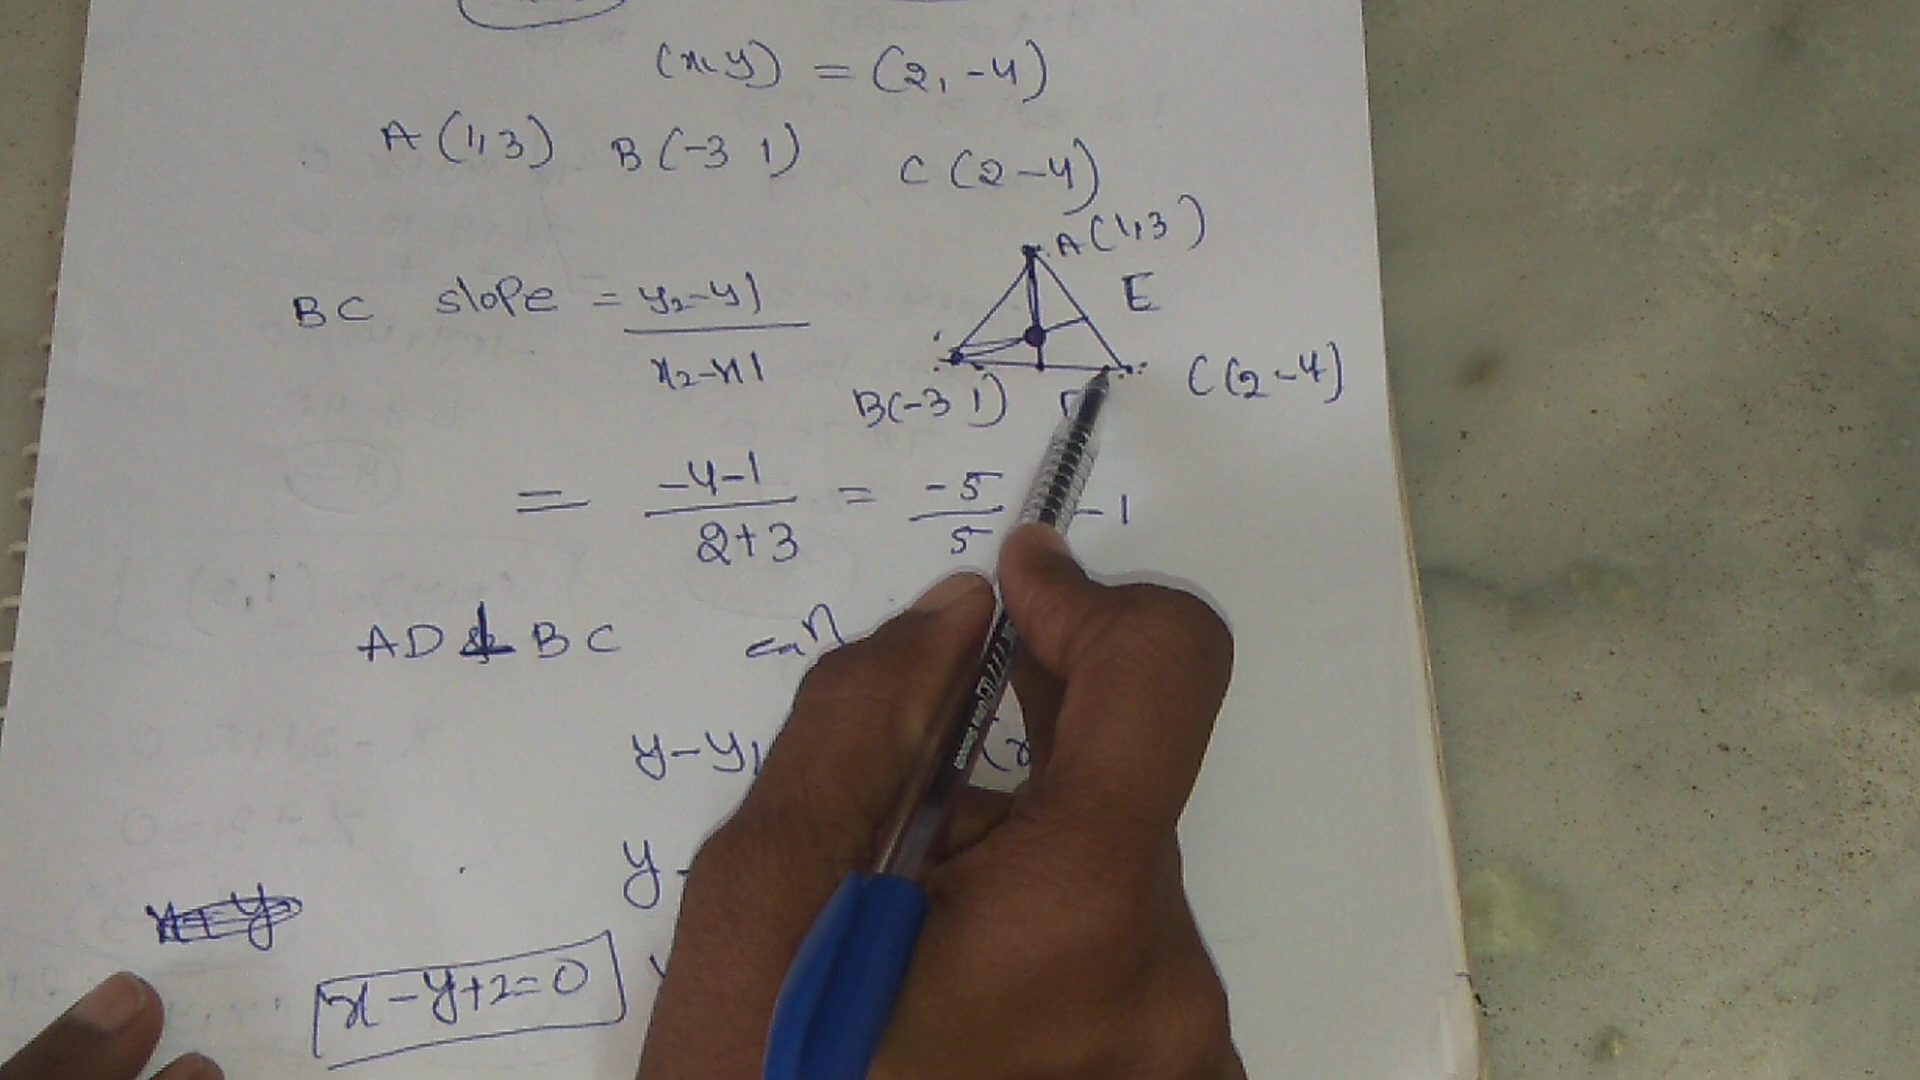 (x, y) = (2, -4)
A (1,3) B (-3 1) C (2 -4)
A (1,3)
E
BC slope = y2-y1
x2-x1
B(-3 1) C (2 -4)
= -4-1 = -5 -1
2+3 5
AD ⊥ BC
y-y1 (x
y-
x-y+2=0